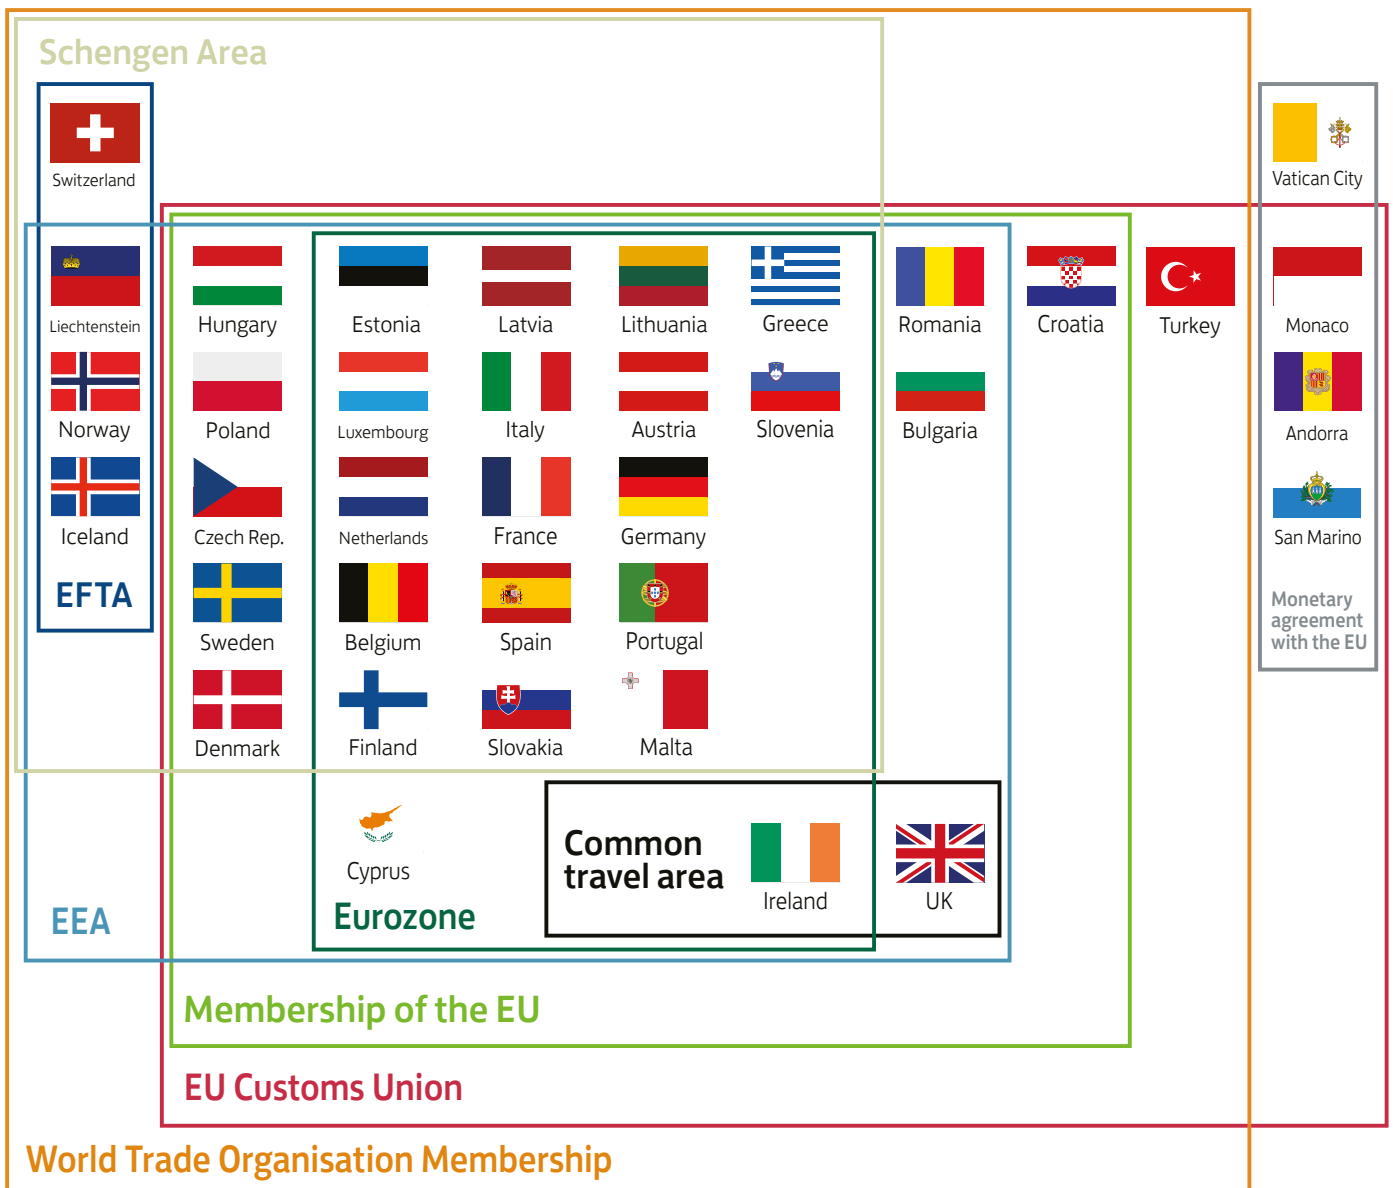 Schengen Area
Switzerland
Vatican City
Liechtenstein
Hungary
Estonia
Latvia
Lithuania
Greece
Romania
Croatia
Turkey
Monaco
Norway
Poland
Luxembourg
Italy
Austria
Slovenia
Bulgaria
Andorra
Iceland
Czech Rep.
Netherlands
France
Germany
San Marino
EFTA
Sweden
Belgium
Spain
Portugal
Monetary
agreement
with the EU
Denmark
Finland
Slovakia
Malta
Cyprus
Common
travel area
Ireland
UK
EEA
Eurozone
Membership of the EU
EU Customs Union
World Trade Organisation Membership